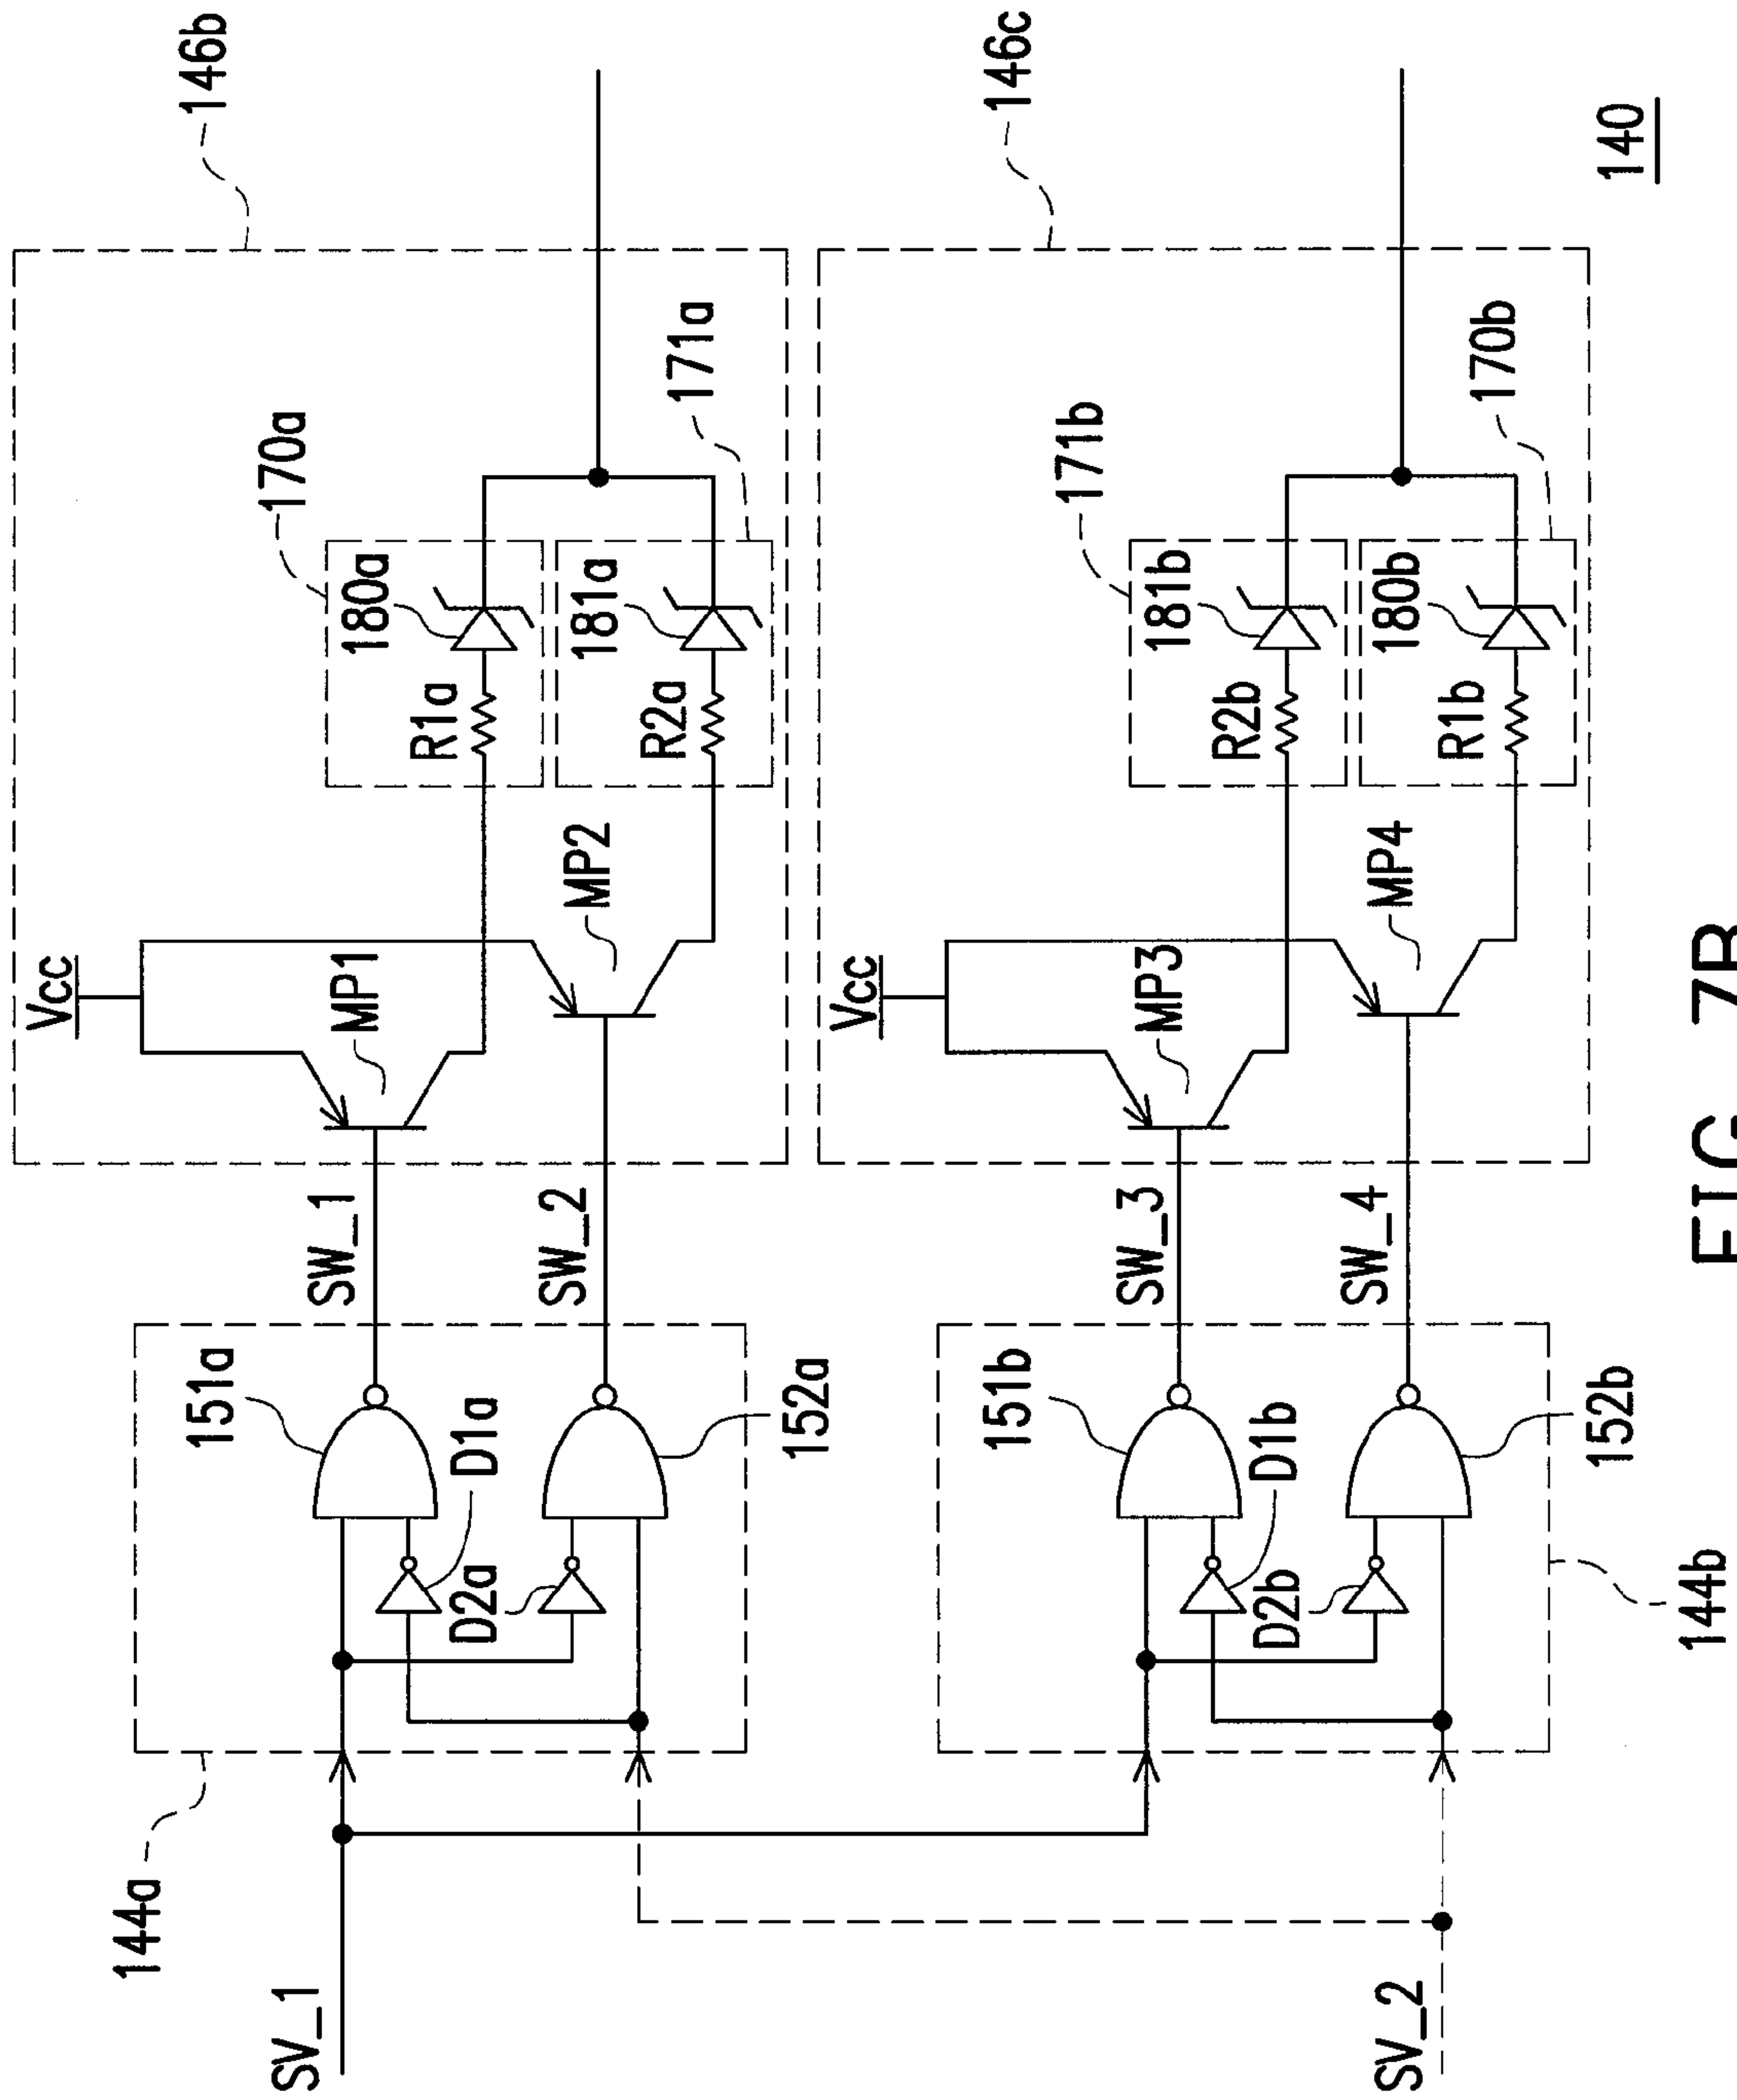 146b
Vcc
170a
180a
R1a
MP1
171a
181a
R2a
MP2
SW_1
SW_2
151a
D1a
D2a
152a
144a
SV_1
146c
Vcc
171b
181b
R2b
MP3
170b
180b
R1b
MP4
SW_3
SW_4
151b
D1b
D2b
152b
144b
SV_2
140
FIG. 7B